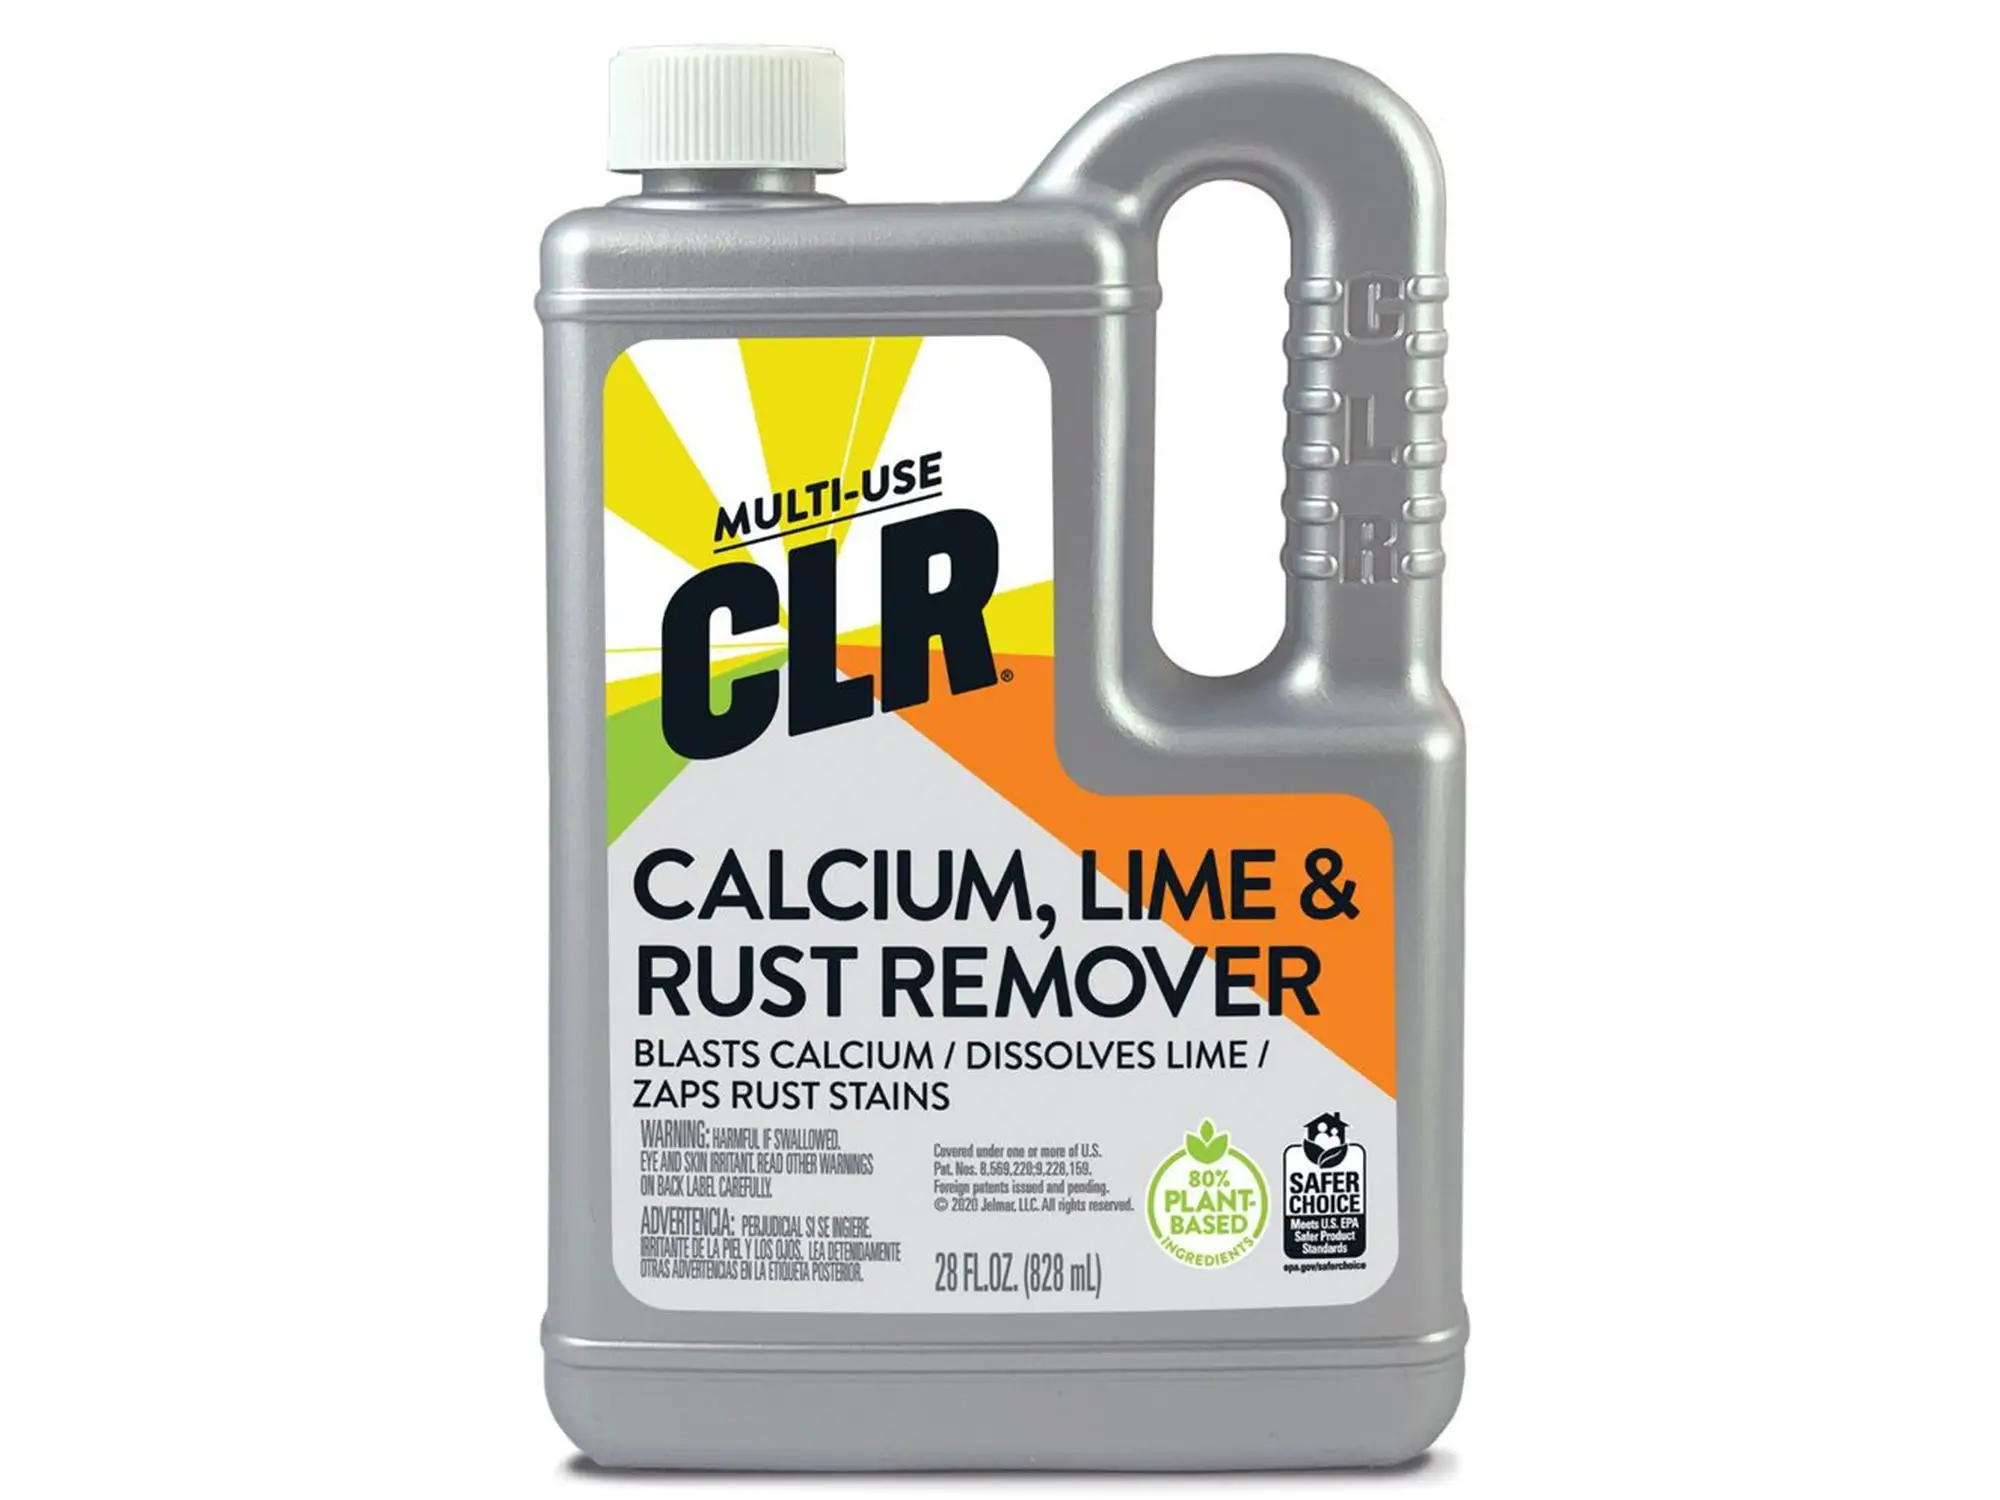 MULTI-USE
CLR®
CALCIUM, LIME &
RUST REMOVER
BLASTS CALCIUM / DISSOLVES LIME /
ZAPS RUST STAINS
WARNING: HARMFUL IF SWALLOWED.
EYE AND SKIN IRRITANT. READ OTHER WARNINGS
ON BACK LABEL CAREFULLY.
ADVERTENCIA: PERJUDICIAL SI SE INGIERE.
IRRITANTE DE LA PIEL Y LOS OJOS. LEA DETENIDAMENTE
OTRAS ADVERTENCIAS EN LA ETIQUETA POSTERIOR.
Covered under one or more of U.S.
Pat. Nos. 8,569,220;9,228,159.
Foreign patents issued and pending.
© 2020 Jelmar, LLC. All rights reserved.
28 FL.OZ. (828 mL)
80%
PLANT-
BASED
INGREDIENTS
SAFER
CHOICE
Meets U.S. EPA
Safer Product
Standards
epa.gov/saferchoice
C
L
R